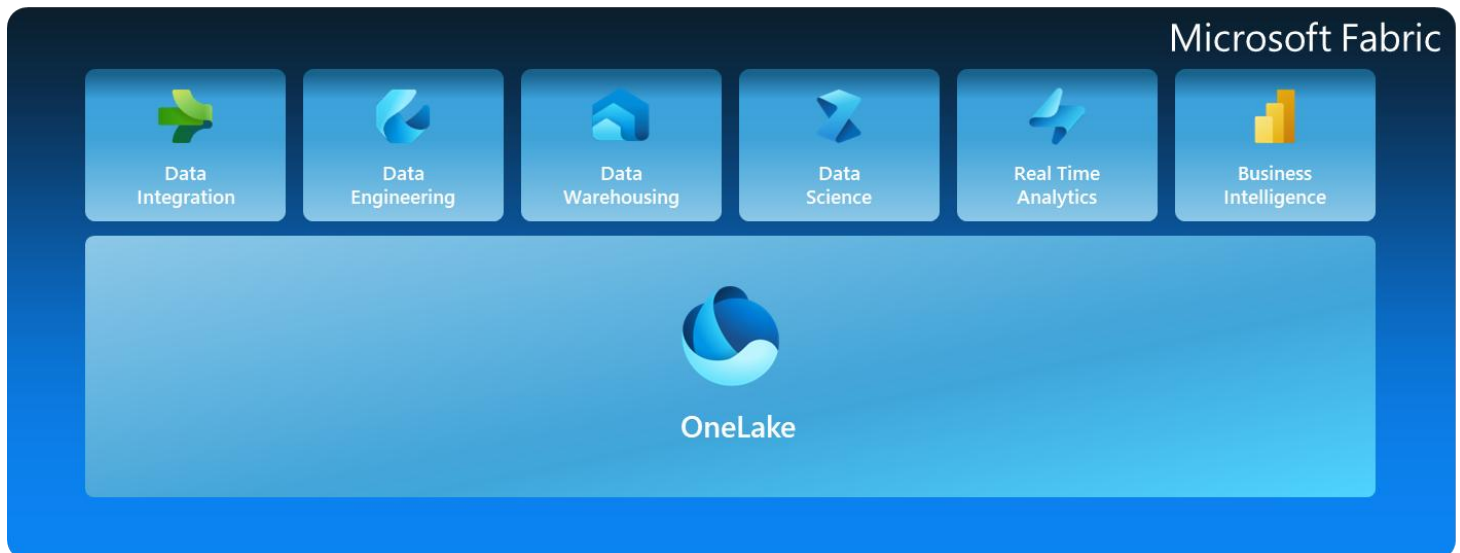 Microsoft Fabric
Data
Integration
Data
Engineering
Data
Warehousing
Data
Science
Real Time
Analytics
Business
Intelligence
OneLake